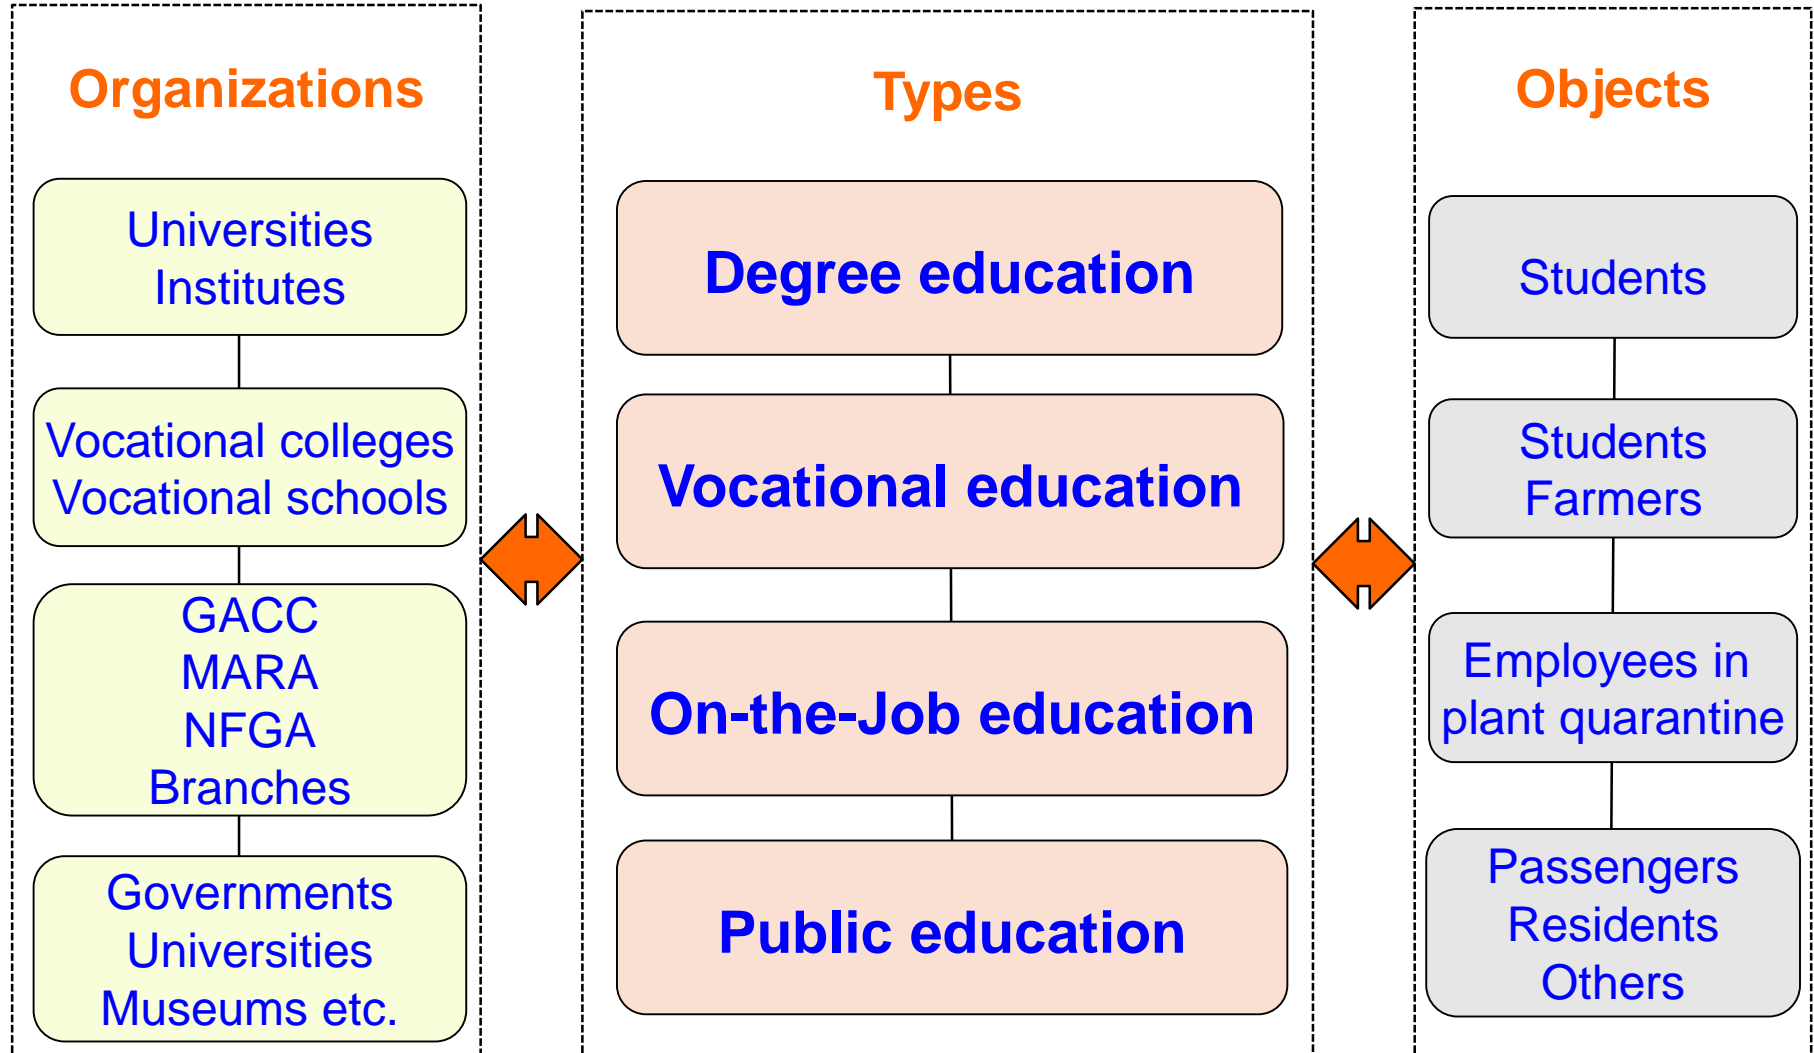 Organizations
Universities
Institutes
Vocational colleges
Vocational schools
GACC
MARA
NFGA
Branches
Governments
Universities
Museums etc.
Types
Degree education
Vocational education
On-the-Job education
Public education
Objects
Students
Students
Farmers
Employees in
plant quarantine
Passengers
Residents
Others